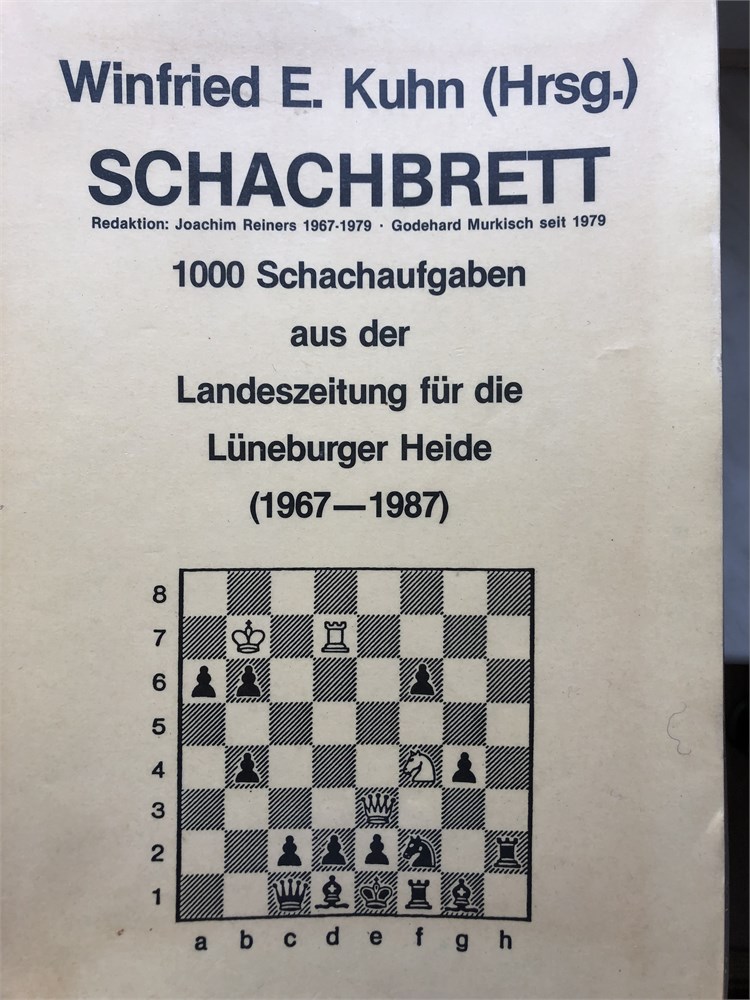 Winfried E. Kuhn (Hrsg.)
SCHACHBRETT
Redaktion: Joachim Reiners 1967-1979 · Godehard Murkisch seit 1979
1000 Schachaufgaben
aus der
Landeszeitung für die
Lüneburger Heide
(1967—1987)
8
7
6
5
4
3
2
1
a b c d e f g h